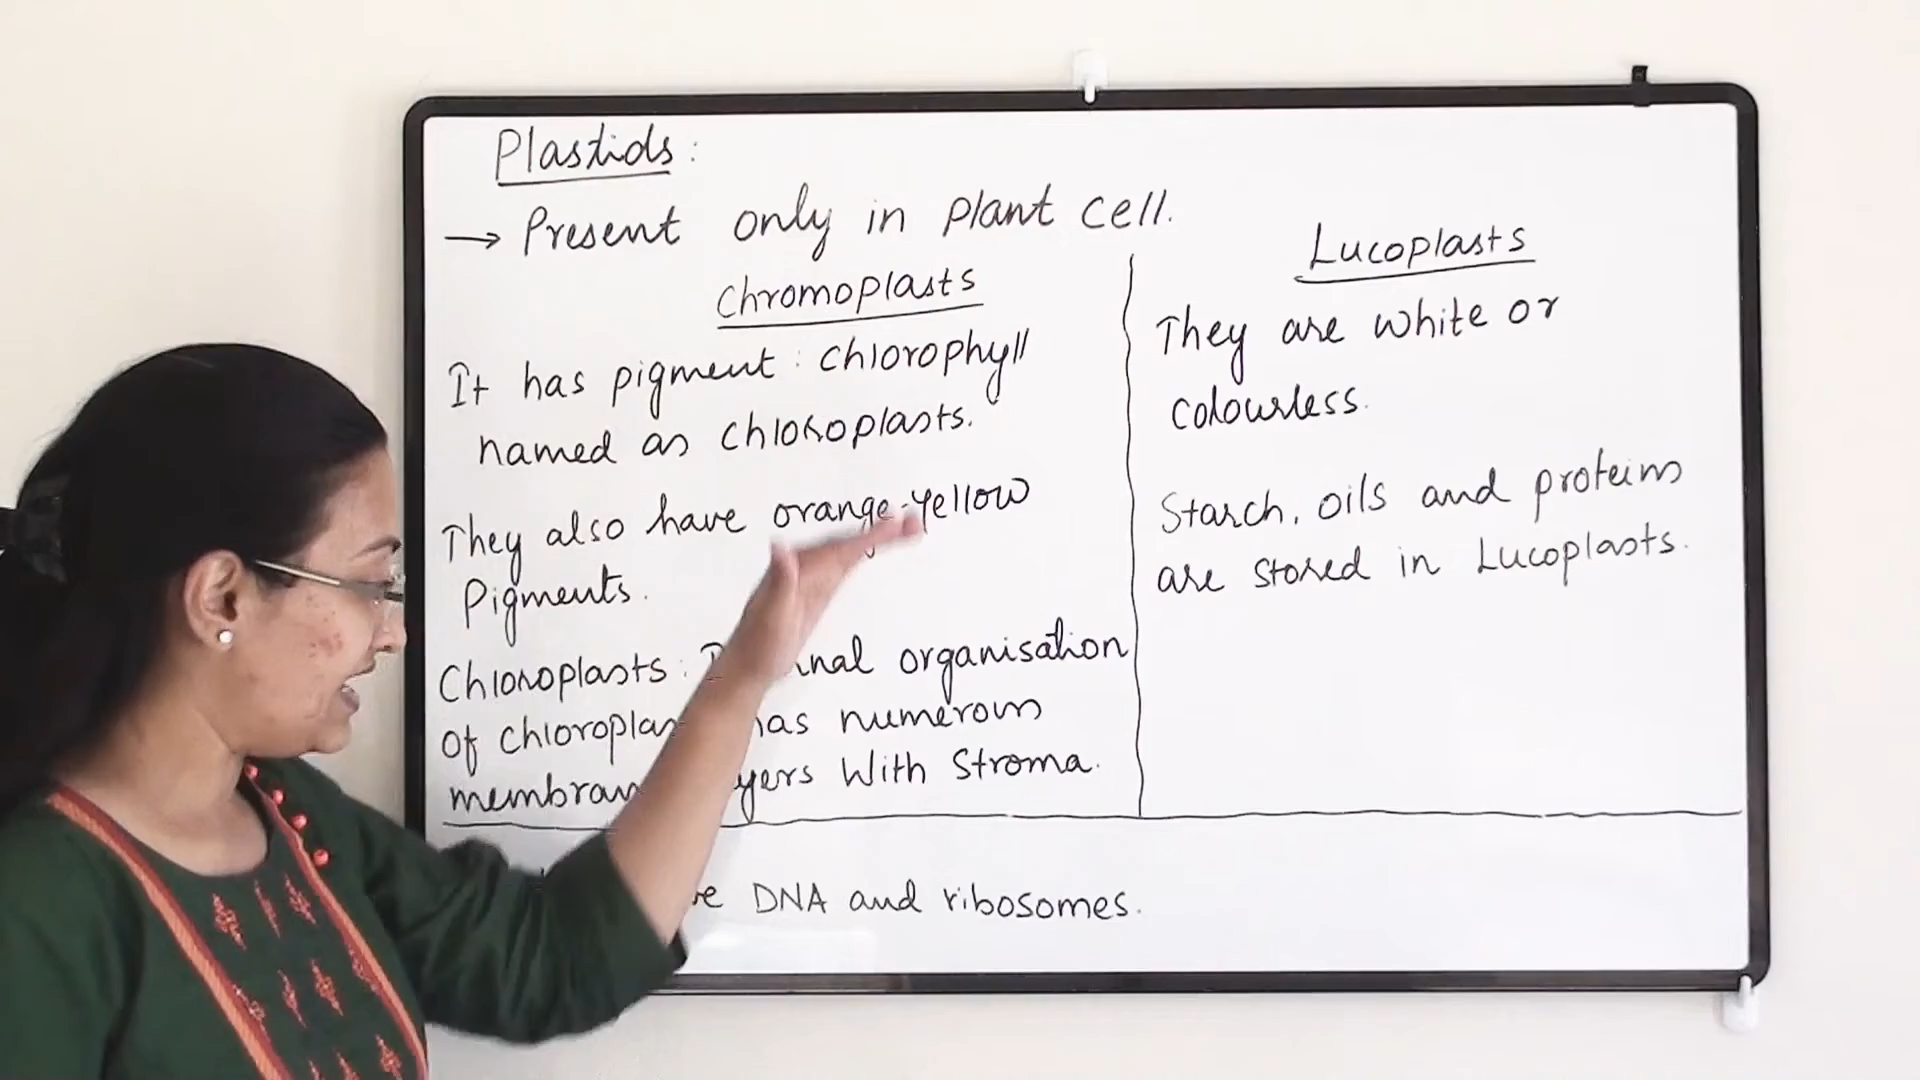 Plastids:
→ Present only in plant cell.
Chromoplasts
It has pigment: chlorophyll
named as chloroplasts.
They also have orange-yellow
Pigments.
Chloroplasts: organisation
of chloroplas has numerous
membran yers with stroma.
Lucoplasts
They are white or
colourless.
Starch, oils and proteins
are stored in Lucoplasts.
DNA and ribosomes.